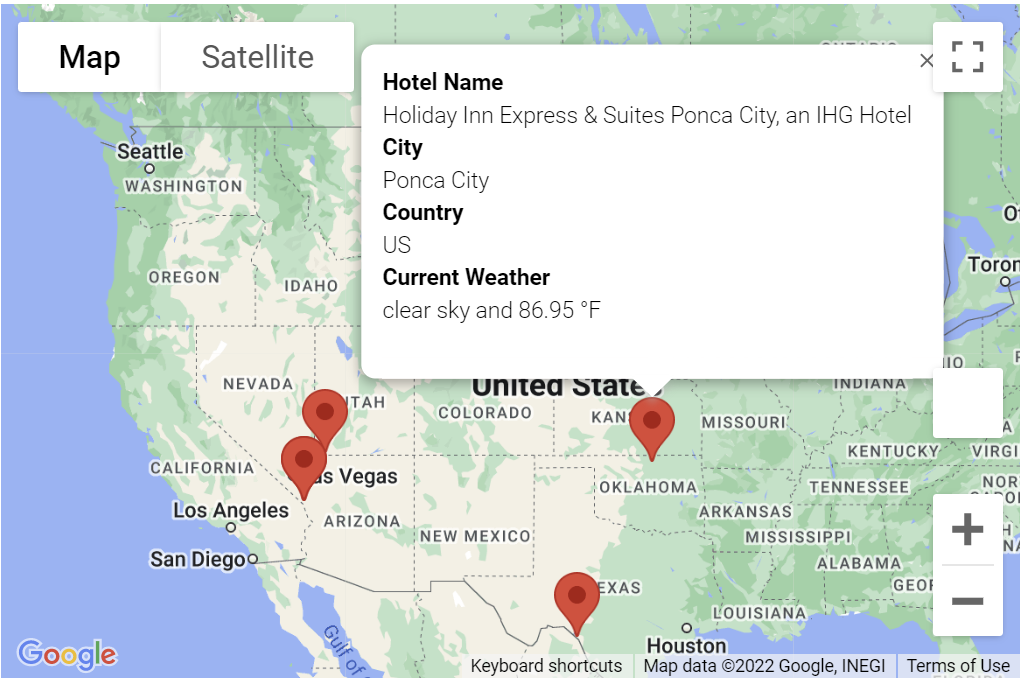 Map
Satellite
ONTARIO
Hotel Name
Holiday Inn Express & Suites Ponca City, an IHG Hotel
City
Ponca City
Country
US
Current Weather
clear sky and 86.95 °F
Seattle
WASHINGTON
OREGON
IDAHO
Toron
United States
NEVADA
UTAH
COLORADO
KANS
MISSOURI
INDIANA
KENTUCKY
VIRGI
CALIFORNIA
as Vegas
OKLAHOMA
TENNESSEE
NOR
Los Angeles
ARIZONA
NEW MEXICO
ARKANSAS
MISSISSIPPI
San Diego
ALABAMA
GEOR
EXAS
LOUISIANA
Houston
Gulf of
Google
Keyboard shortcuts
Map data ©2022 Google, INEGI
Terms of Use